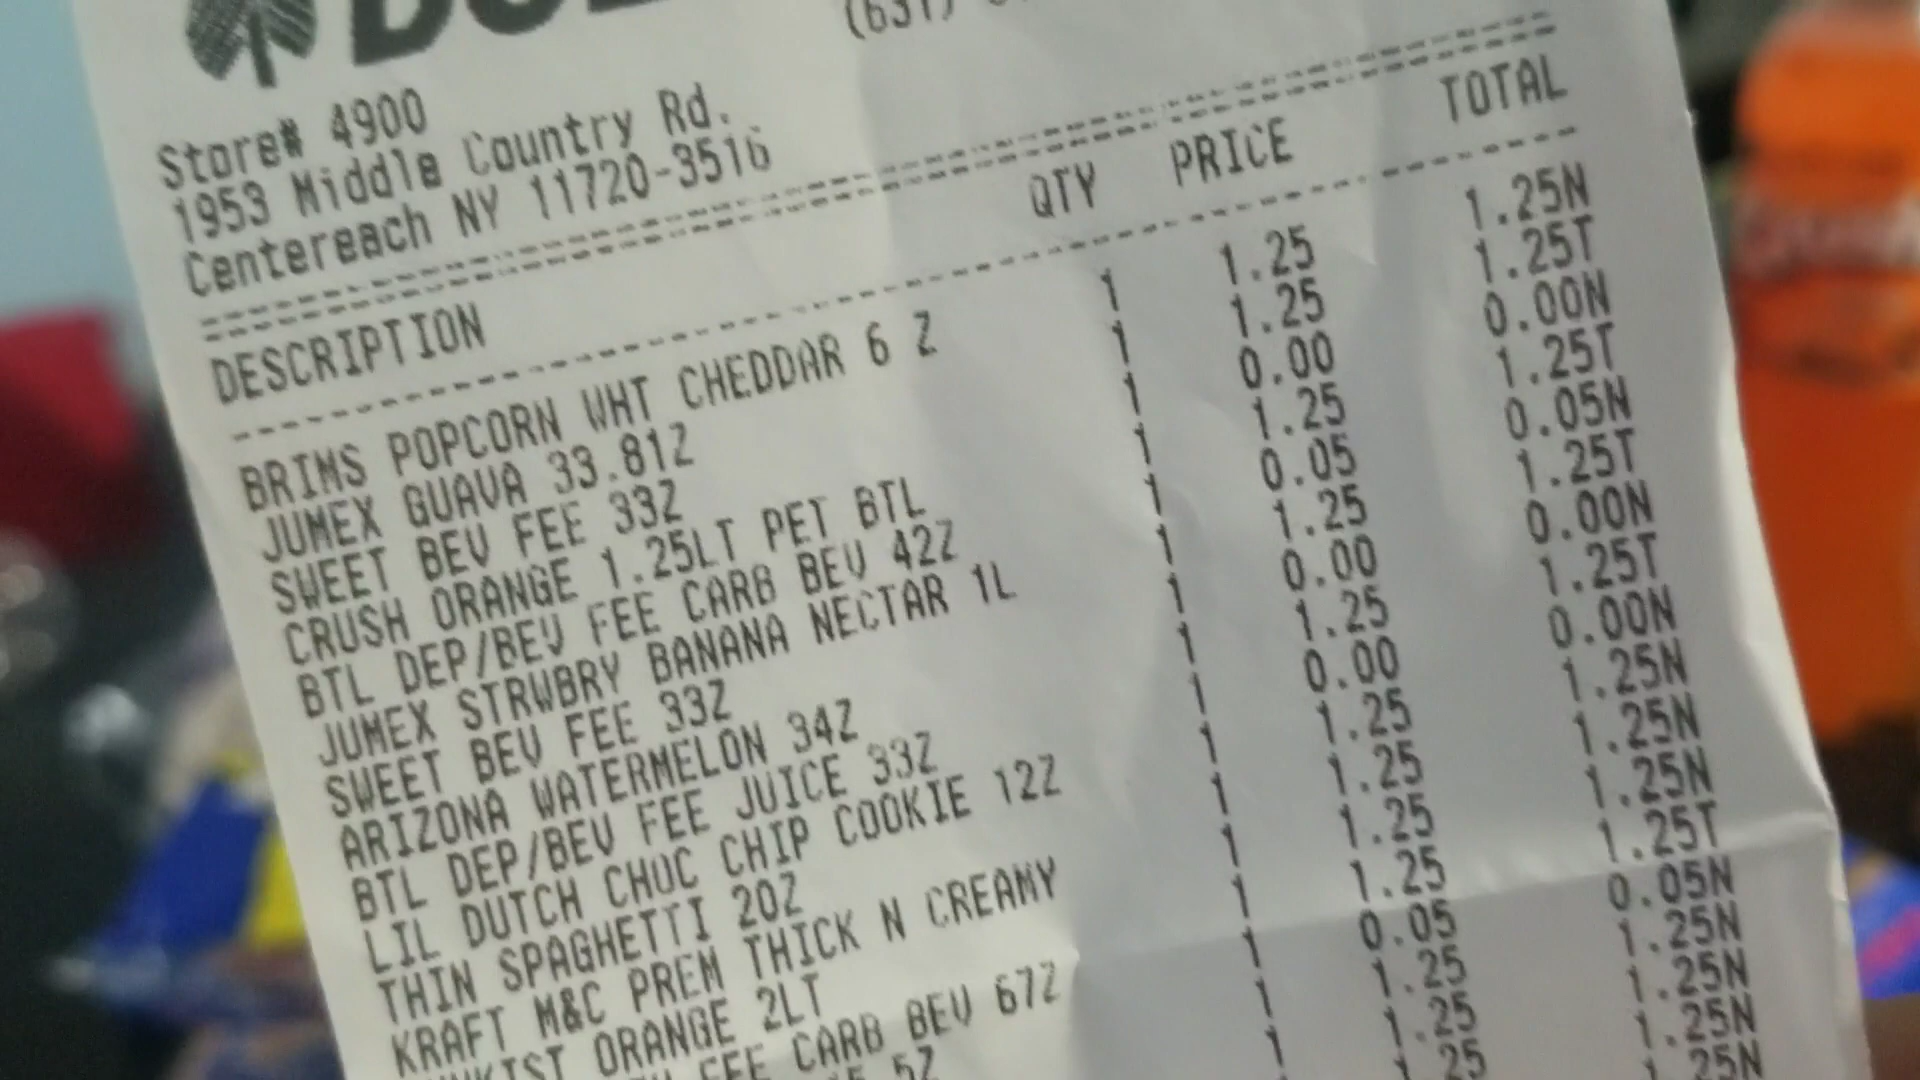 (631)
Store# 4900
1953 Middle Country Rd.
Centereach NY 11720-3516
DESCRIPTION QTY PRICE TOTAL
BRIMS POPCORN WHT CHEDDAR 6 Z 1 1.25 1.25N
JUMEX GUAVA 33.81Z 1 1.25 1.25T
SWEET BEV FEE 33Z 1 0.00 0.00N
CRUSH ORANGE 1.25LT PET BTL 1 1.25 1.25T
BTL DEP/BEV FEE CARB BEV 42Z 1 0.05 0.05N
JUMEX STRWBRY BANANA NECTAR 1L 1 1.25 1.25T
SWEET BEV FEE 33Z 1 0.00 0.00N
ARIZONA WATERMELON 34Z 1 1.25 1.25T
BTL DEP/BEV FEE JUICE 33Z 1 0.00 0.00N
LIL DUTCH CHOC CHIP COOKIE 12Z 1 1.25 1.25N
THIN SPAGHETTI 20Z 1 1.25 1.25N
KRAFT M&C PREM THICK N CREAMY 1 1.25 1.25N
ORANGE 2LT 1 1.25 1.25T
FEE CARB BEV 67Z 1 0.05 0.05N
5Z 1 1.25 1.25N
1.25 1.25N
1.25N